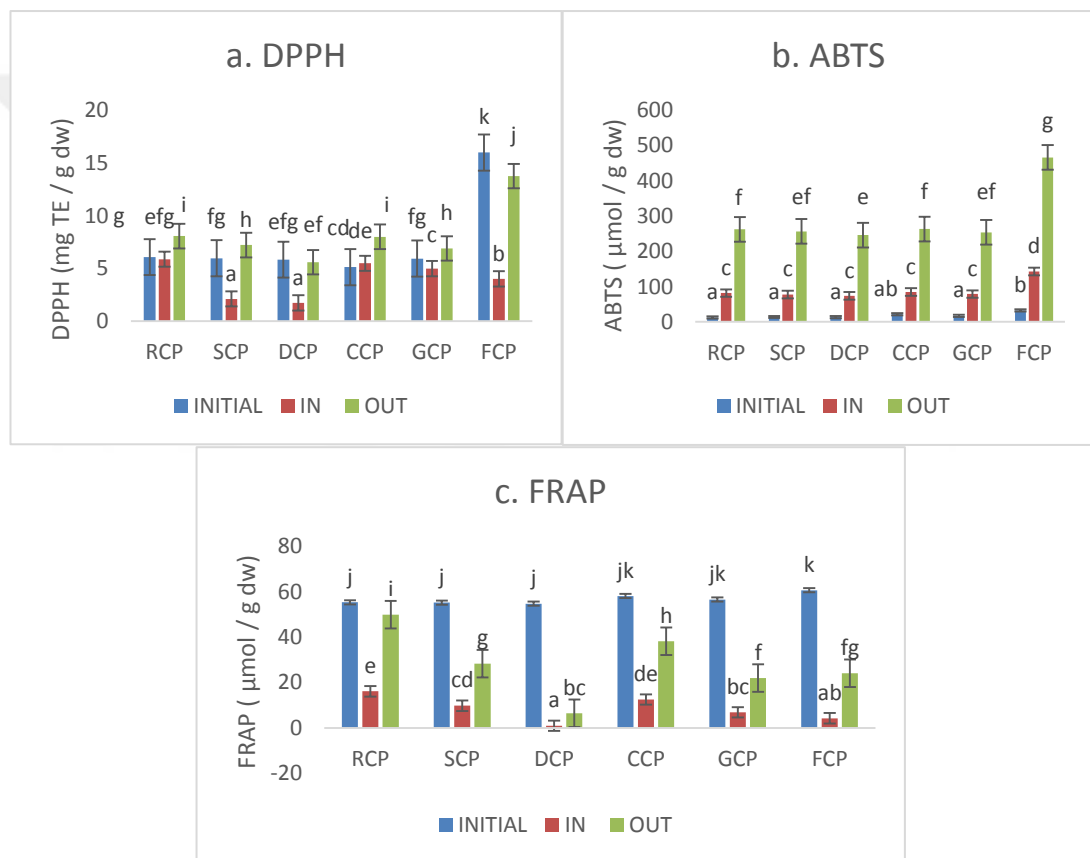 a. DPPH
DPPH (mg TE / g dw)
20
15
10
5
0
g efg i fg a h efg a ef cd de i fg c h k b j
RCP SCP DCP CCP GCP FCP
INITIAL IN OUT
b. ABTS
ABTS ( µmol / g dw)
600
500
400
300
200
100
0
a c f a c ef a c e ab c f a c ef b d g
RCP SCP DCP CCP GCP FCP
INITIAL IN OUT
c. FRAP
FRAP ( µmol / g dw)
80
60
40
20
0
-20
j e i j cd g j a bc jk de h jk bc f k ab fg
RCP SCP DCP CCP GCP FCP
INITIAL IN OUT